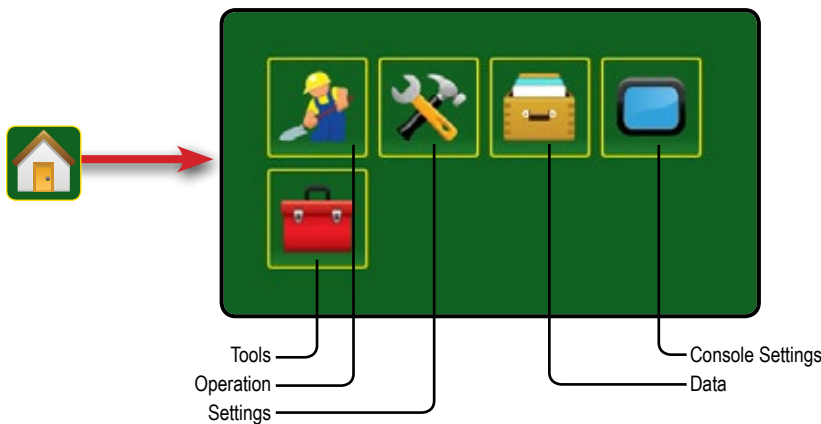 Tools
Operation
Settings
Console Settings
Data